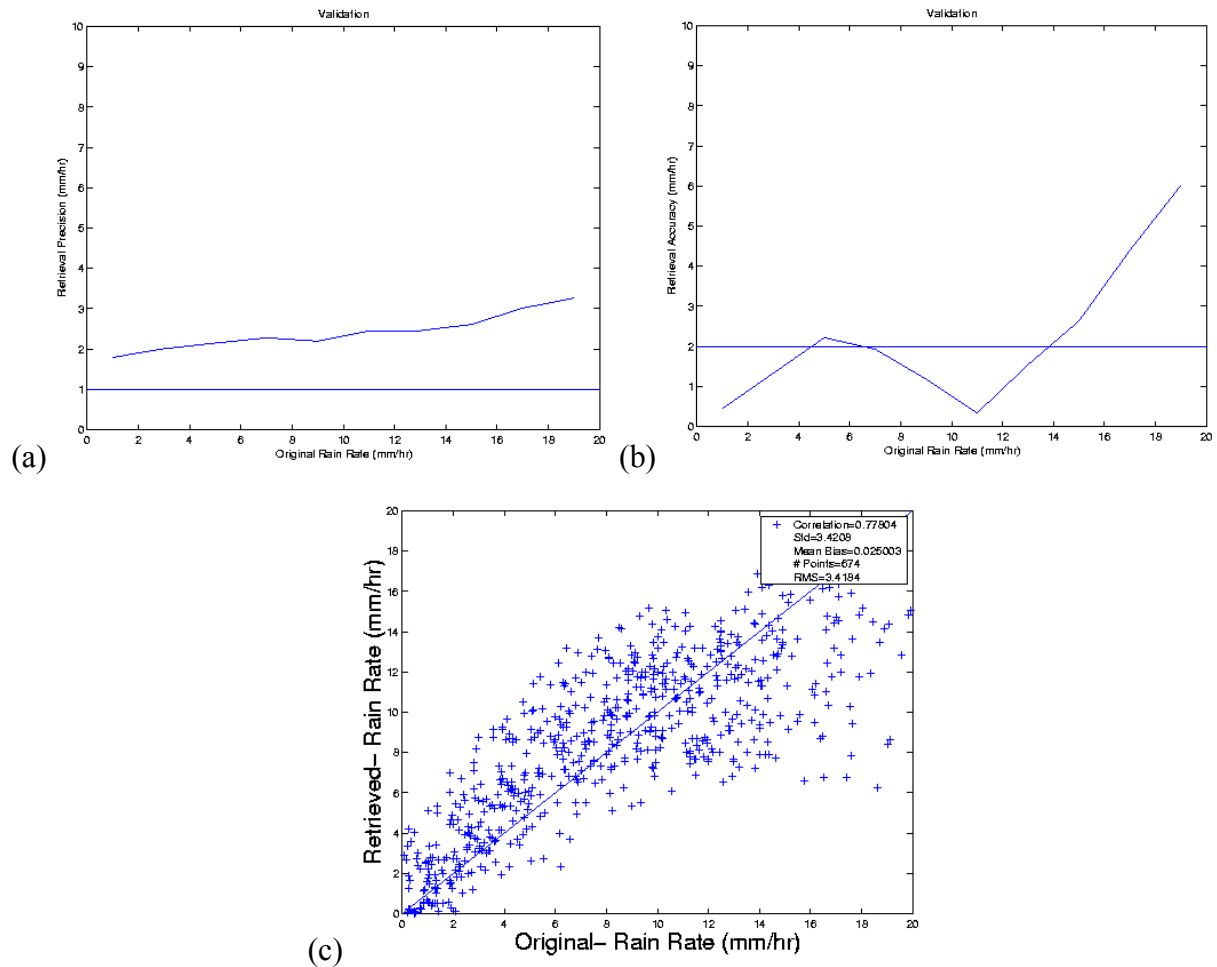 Validation
10
9
8
7
6
5
4
3
2
1
0
Retrieval Precision (mm/hr)
0 2 4 6 8 10 12 14 16 18 20
Original Rain Rate (mm/hr)
(a)
Validation
10
9
8
7
6
5
4
3
2
1
0
Retrieval Accuracy (mm/hr)
0 2 4 6 8 10 12 14 16 18 20
Original Rain Rate (mm/hr)
(b)
20
18
16
14
12
10
8
6
4
2
0
Retrieved- Rain Rate (mm/hr)
Correlation=0.77804
Std=3.4208
Mean Bias=0.025003
# Points=674
RMS=3.4184
0 2 4 6 8 10 12 14 16 18 20
Original- Rain Rate (mm/hr)
(c)